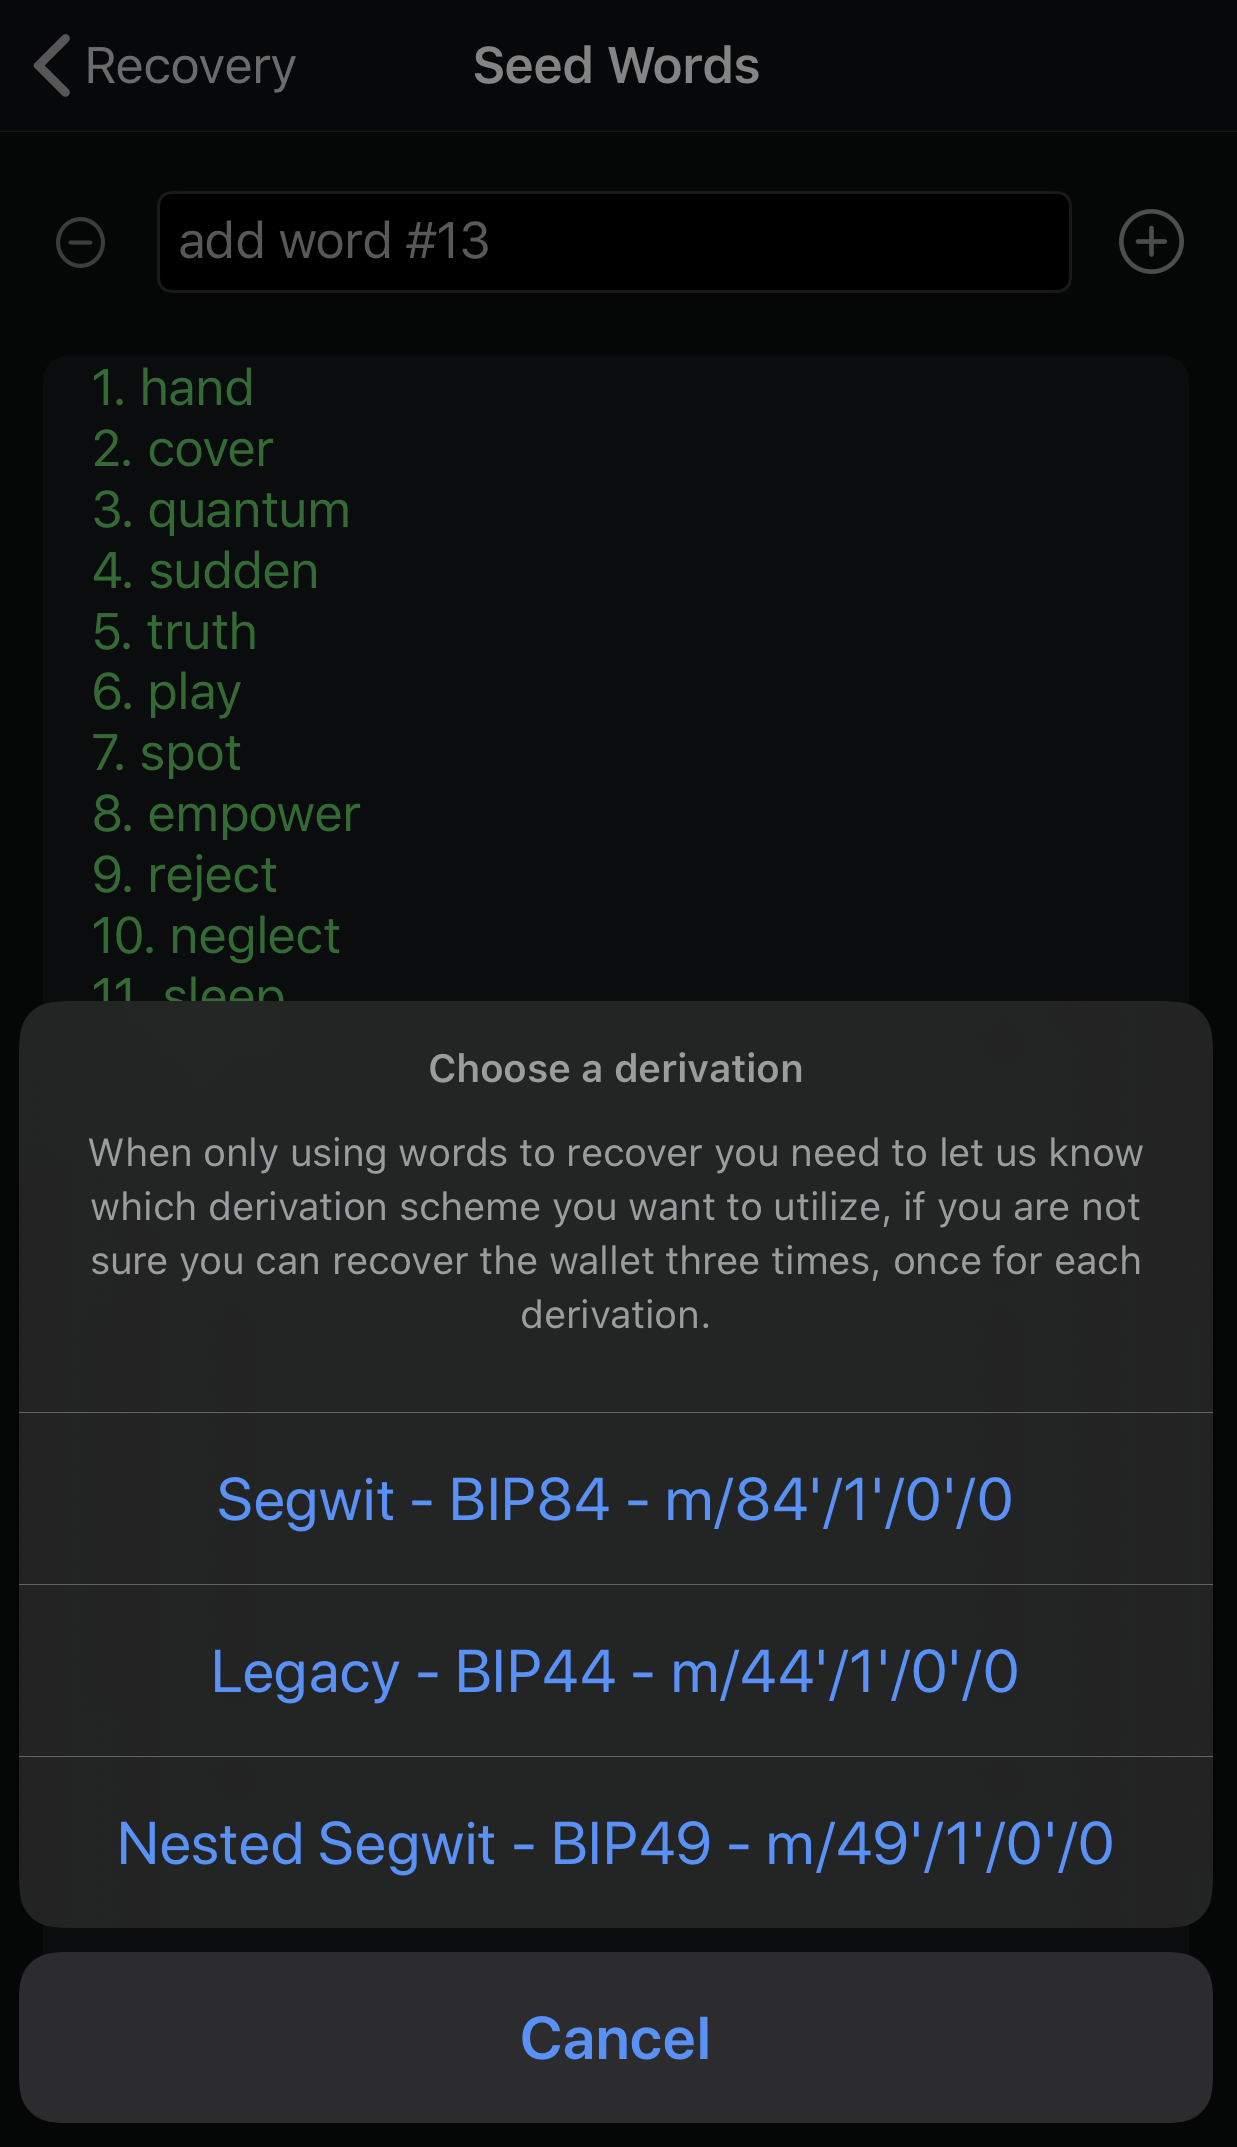 Recovery
Seed Words
add word #13
1. hand
2. cover
3. quantum
4. sudden
5. truth
6. play
7. spot
8. empower
9. reject
10. neglect
11. sleep
Choose a derivation
When only using words to recover you need to let us know
which derivation scheme you want to utilize, if you are not
sure you can recover the wallet three times, once for each
derivation.
Segwit - BIP84 - m/84'/1'/0'/0
Legacy - BIP44 - m/44'/1'/0'/0
Nested Segwit - BIP49 - m/49'/1'/0'/0
Cancel